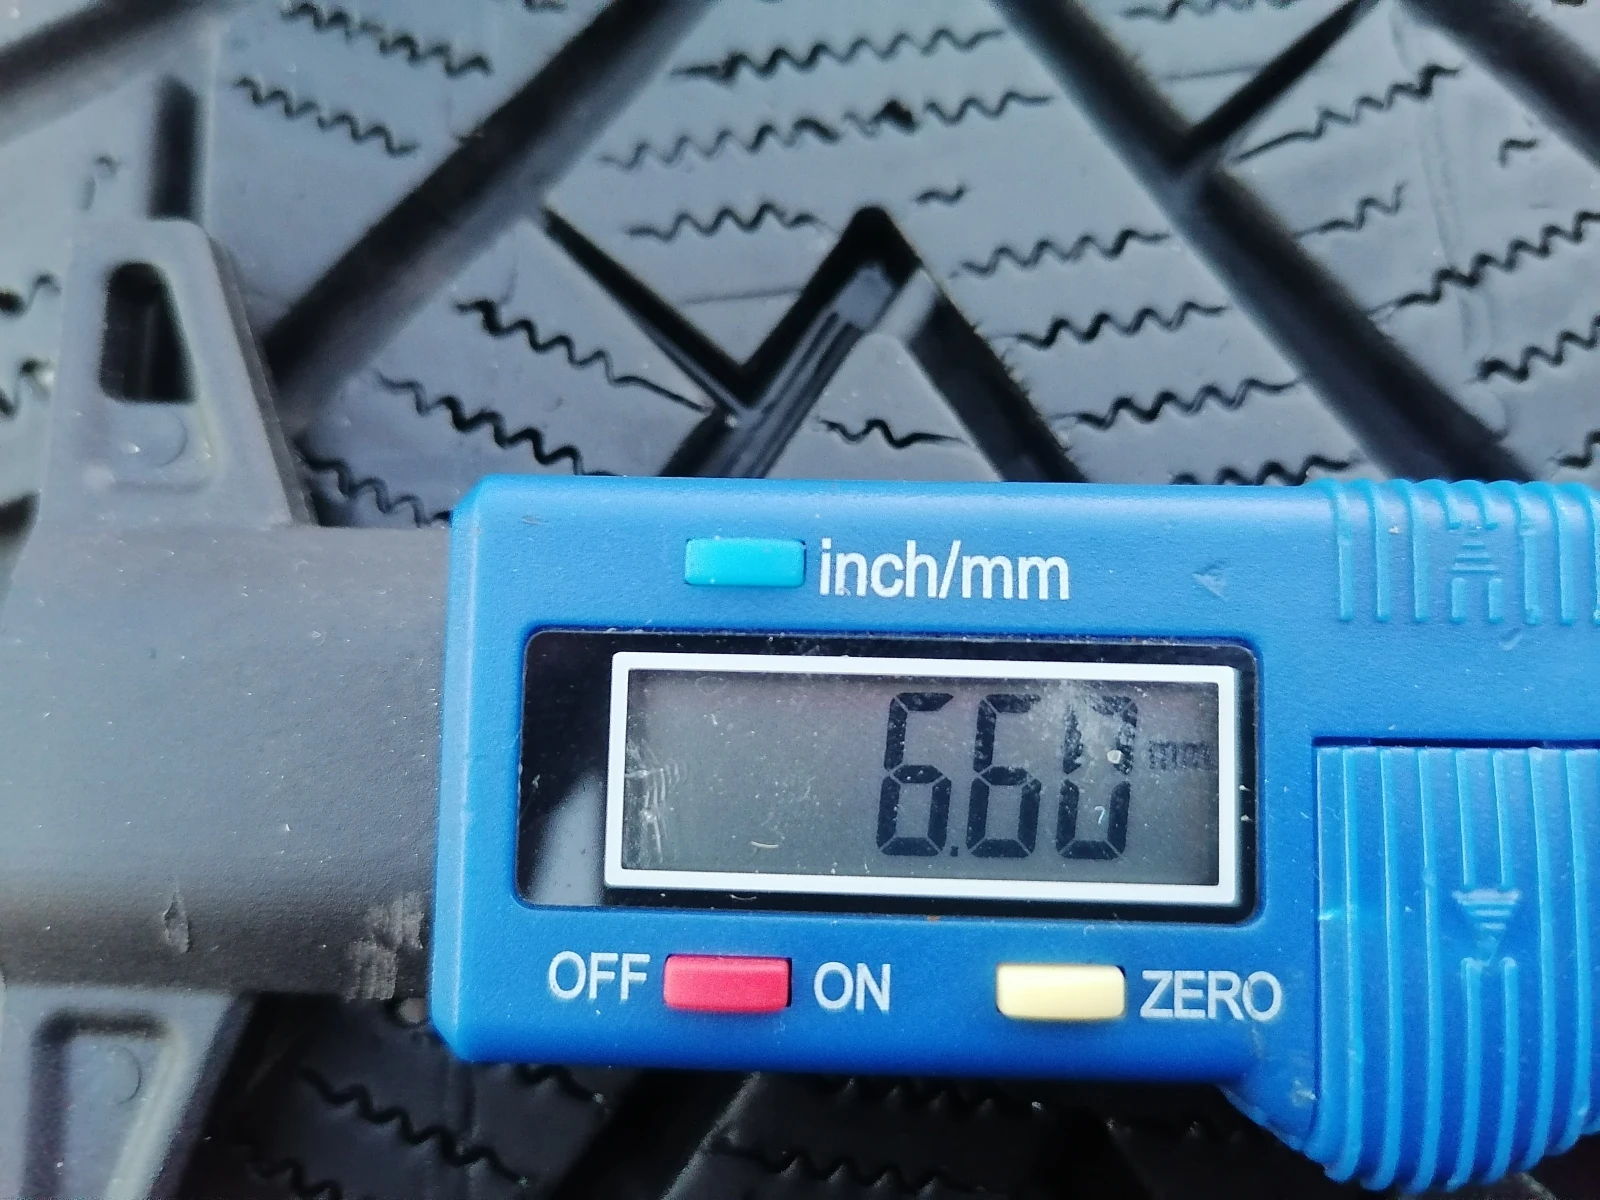 inch/mm
6.60 mm
OFF ON ZERO